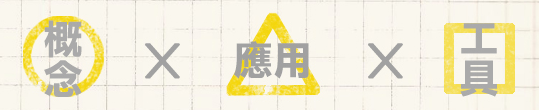 概念 × 應用 × 工具